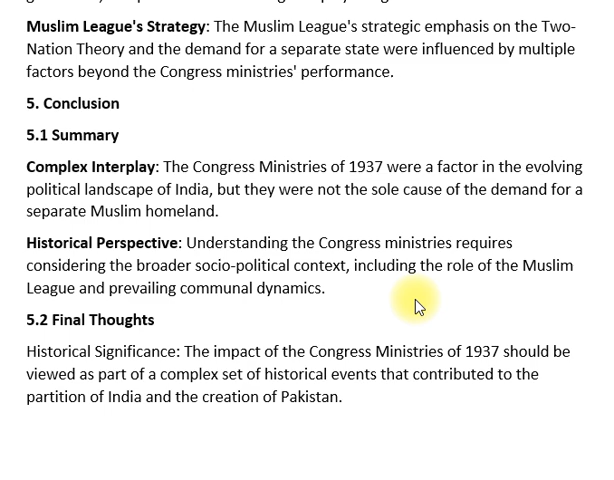 Muslim League's Strategy: The Muslim League's strategic emphasis on the Two-
Nation Theory and the demand for a separate state were influenced by multiple
factors beyond the Congress ministries' performance.
5. Conclusion
5.1 Summary
Complex Interplay: The Congress Ministries of 1937 were a factor in the evolving
political landscape of India, but they were not the sole cause of the demand for a
separate Muslim homeland.
Historical Perspective: Understanding the Congress ministries requires
considering the broader socio-political context, including the role of the Muslim
League and prevailing communal dynamics.
5.2 Final Thoughts
Historical Significance: The impact of the Congress Ministries of 1937 should be
viewed as part of a complex set of historical events that contributed to the
partition of India and the creation of Pakistan.